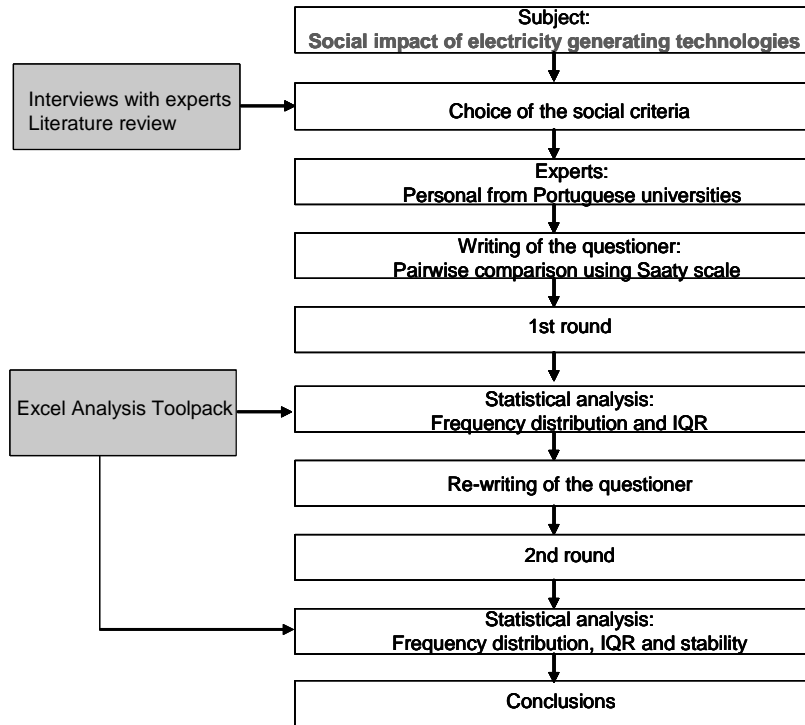 Subject:
Social impact of electricity generating technologies
Interviews with experts
Literature review
Choice of the social criteria
Experts:
Personal from Portuguese universities
Writing of the questioner:
Pairwise comparison using Saaty scale
1st round
Excel Analysis Toolpack
Statistical analysis:
Frequency distribution and IQR
Re-writing of the questioner
2nd round
Statistical analysis:
Frequency distribution, IQR and stability
Conclusions